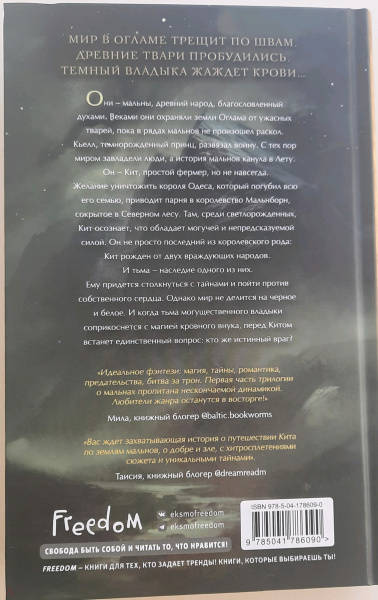 МИР В ОГЛАМЕ ТРЕЩИТ ПО ШВАМ.
ДРЕВНИЕ ТВАРИ ПРОБУДИЛИСЬ.
ТЕМНЫЙ ВЛАДЫКА ЖАЖДЕТ КРОВИ...
Они – мальны, древний народ, благословленный
духами. Веками они охраняли земли Оглама от ужасных
тварей, пока в рядах мальнов не произошел раскол.
Кьелл, темнорожденный принц, развязал войну. С тех пор
миром завладели люди, а история мальнов канула в Лету.
Он – Кит, простой фермер, но не навсегда.
Желание уничтожить короля Одеса, который погубил всю
его семью, приводит парня в королевство Мальнборн,
сокрытое в Северном лесу. Там, среди светлорожденных,
Кит осознает, что обладает могучей и непредсказуемой
силой. Он не просто последний из королевского рода:
Кит рожден от двух враждующих народов.
И тьма – наследие одного из них.
Ему придется столкнуться с тайнами и пойти против
собственного сердца. Однако мир не делится на черное
и белое. И когда тьма могущественного владыки
соприкоснется с магией кровного внука, перед Китом
встанет единственный вопрос: кто же истинный враг?
«Идеальное фэнтези: магия, тайны, романтика,
предательства, битва за трон. Первая часть трилогии
о мальнах пропитана нескончаемой динамикой.
Любители жанра останутся в восторге!»
Мила, книжный блогер @baltic.bookworms
«Вас ждет захватывающая история о путешествии Кита
по землям мальнов, о добре и зле, с хитросплетениями
сюжета и уникальными тайнами».
Таисия, книжный блогер @dreamreadm
Freedom
eksmofreedom
eksmofreedom
СВОБОДА БЫТЬ СОБОЙ И ЧИТАТЬ ТО, ЧТО НРАВИТСЯ!
FREEDOM – КНИГИ ДЛЯ ТЕХ, КТО ЗАДАЕТ ТРЕНДЫ! КНИГИ, КОТОРЫЕ ВЫБИРАЕШЬ ТЫ!
ISBN 978-5-04-178609-0
9 785041 786090 >